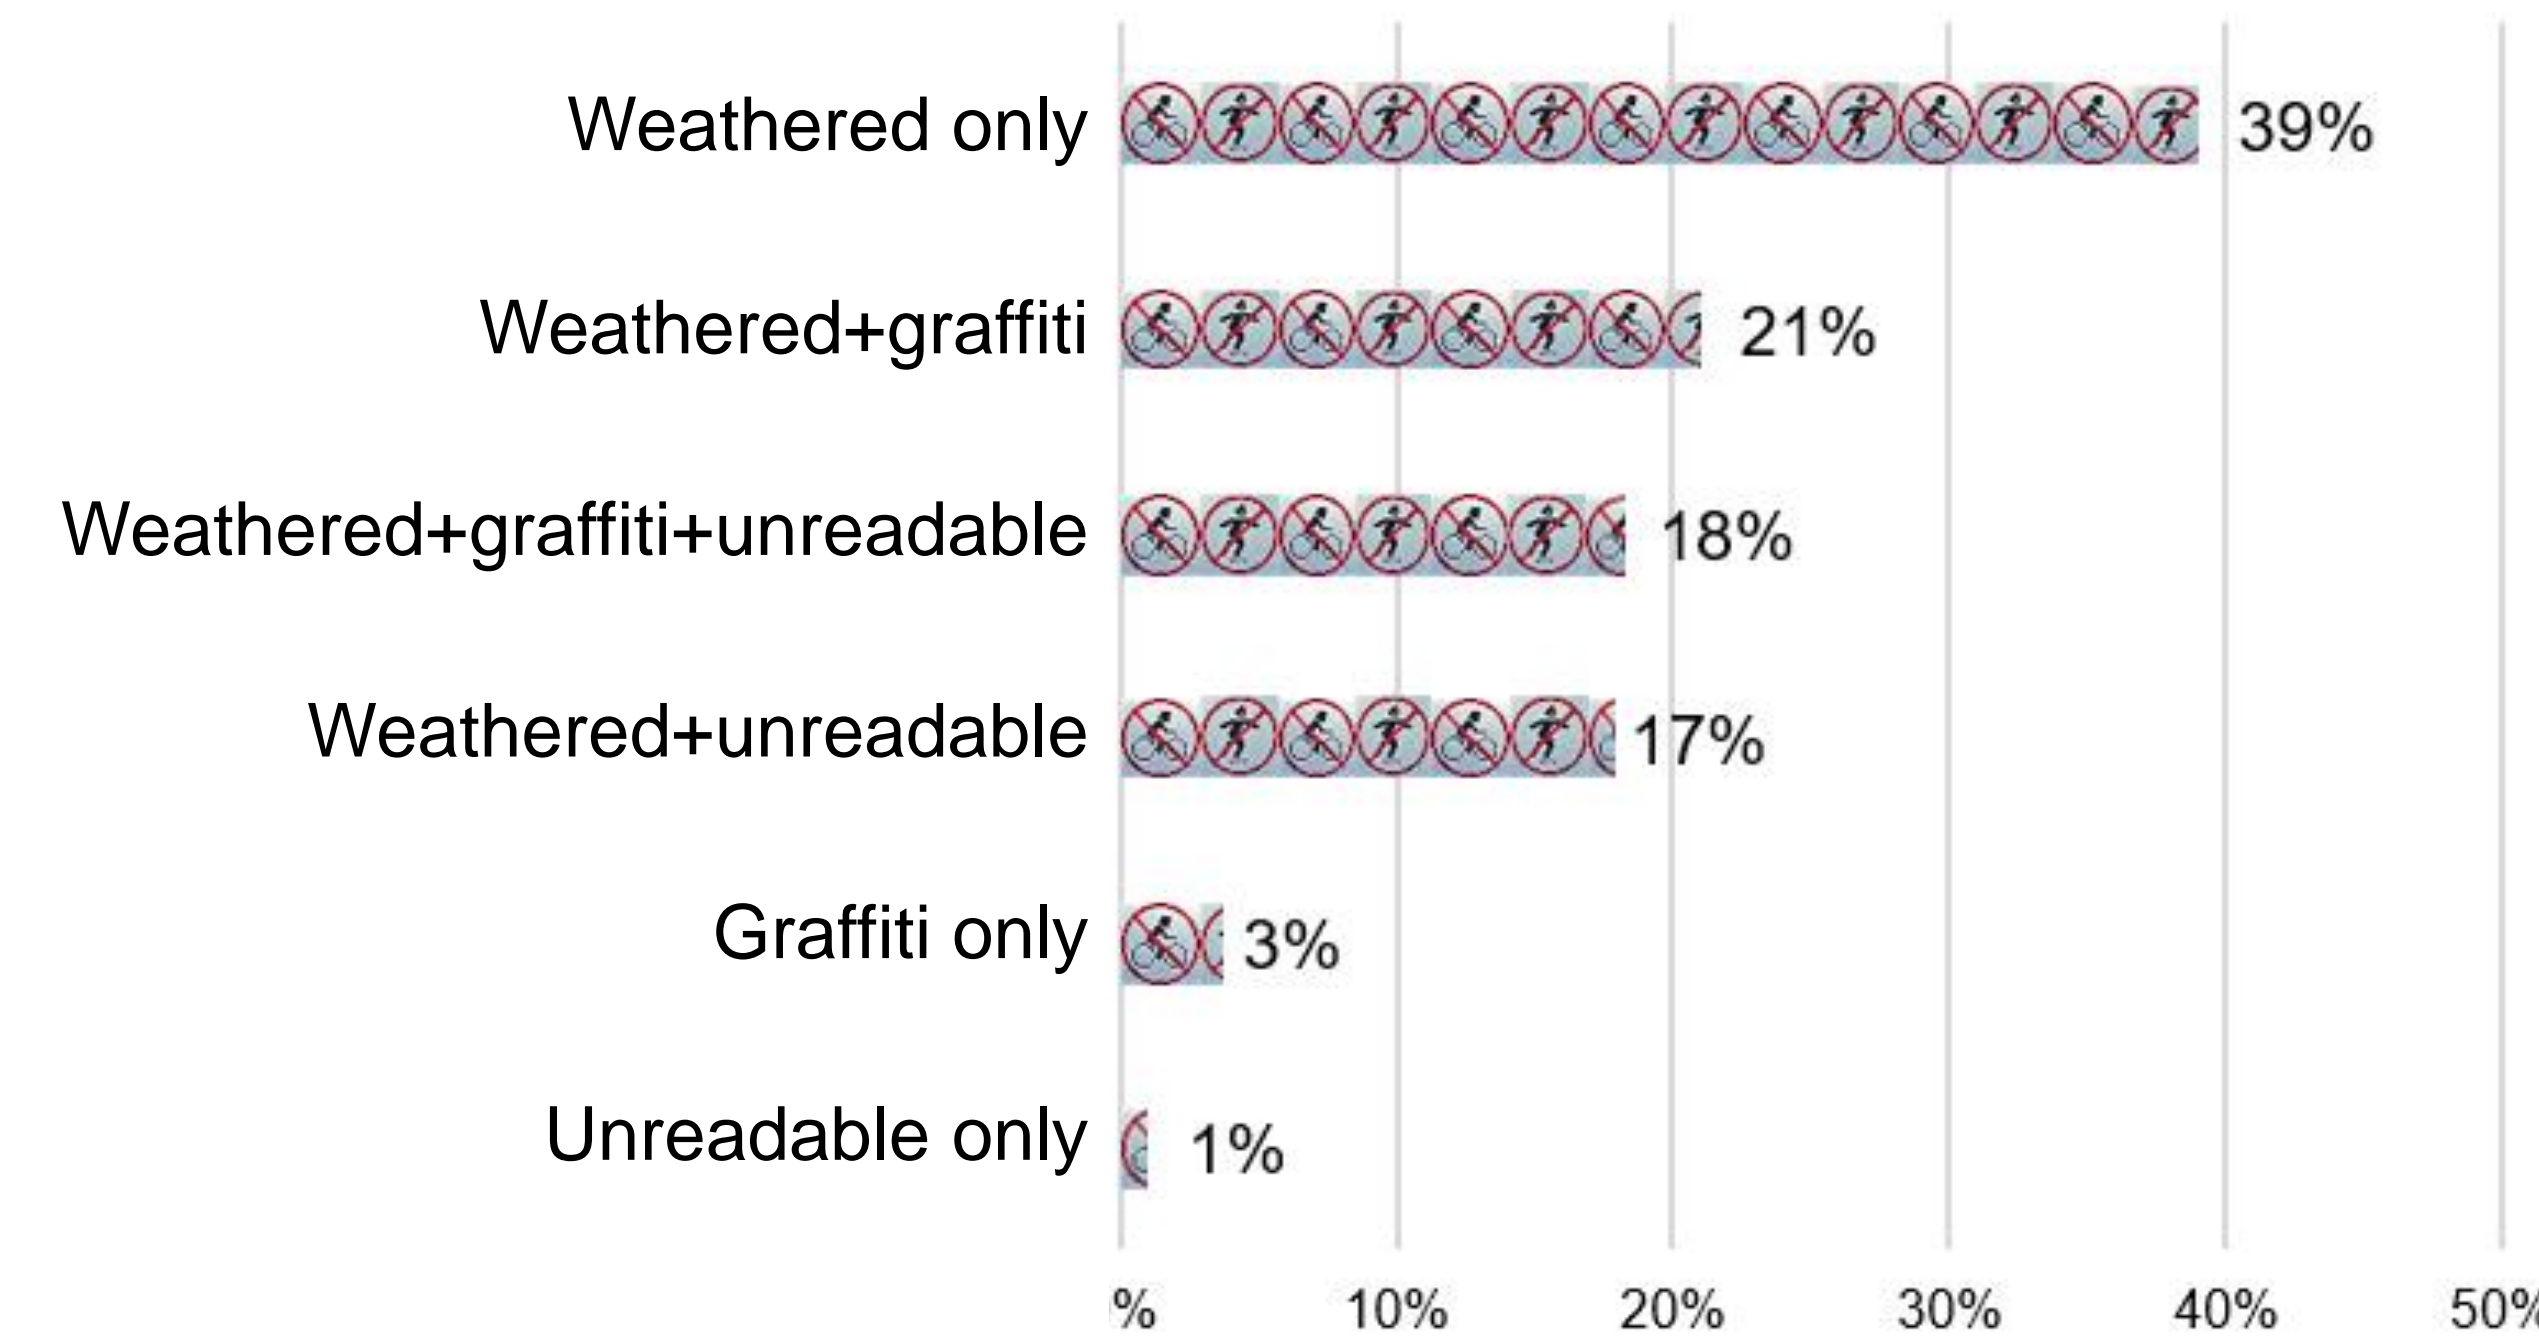 Weathered only 39%
Weathered+graffiti 21%
Weathered+graffiti+unreadable 18%
Weathered+unreadable 17%
Graffiti only 3%
Unreadable only 1%
% 10% 20% 30% 40% 50%